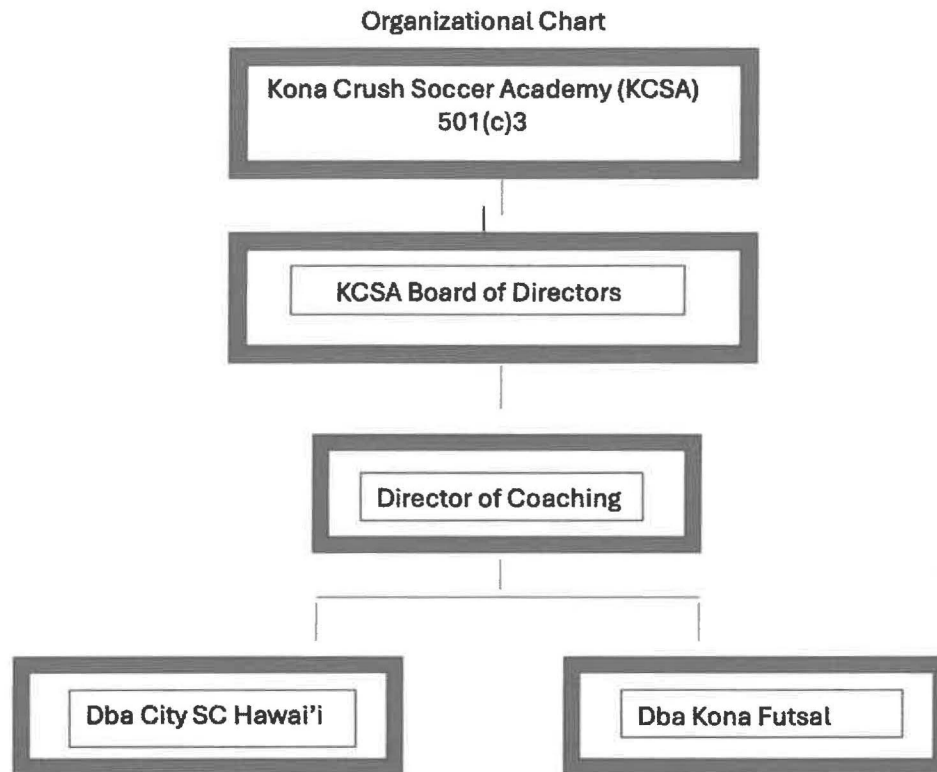 Organizational Chart
Kona Crush Soccer Academy (KCSA)
501(c)3
KCSA Board of Directors
Director of Coaching
Dba City SC Hawai’i
Dba Kona Futsal